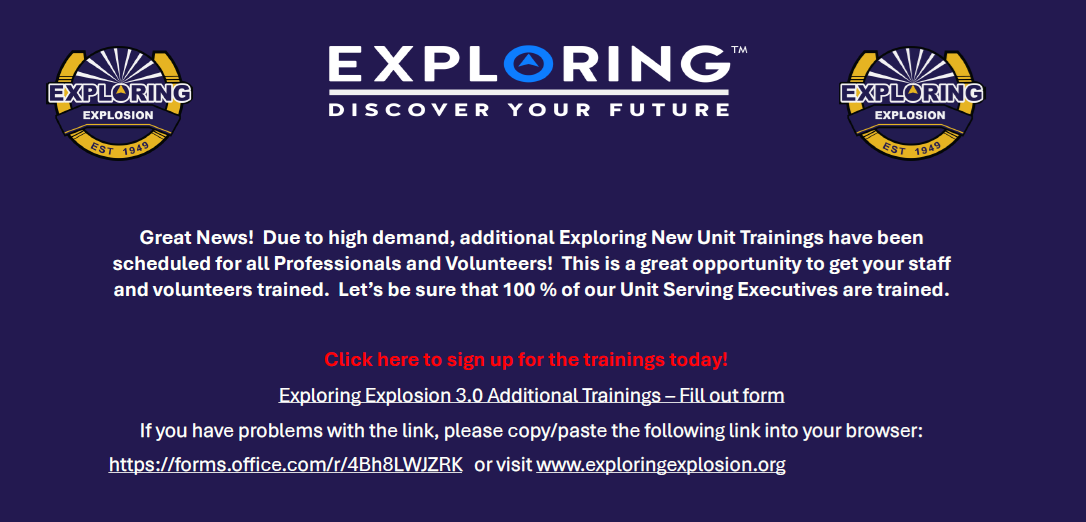 EXPLORING™
DISCOVER YOUR FUTURE
EXPLORING
EXPLOSION
EST 1949
EXPLORING
EXPLOSION
EST 1949
Great News!  Due to high demand, additional Exploring New Unit Trainings have been
scheduled for all Professionals and Volunteers!  This is a great opportunity to get your staff
and volunteers trained.  Let’s be sure that 100 % of our Unit Serving Executives are trained.
Click here to sign up for the trainings today!
Exploring Explosion 3.0 Additional Trainings – Fill out form
If you have problems with the link, please copy/paste the following link into your browser:
https://forms.office.com/r/4Bh8LWJZRK  or visit www.exploringexplosion.org